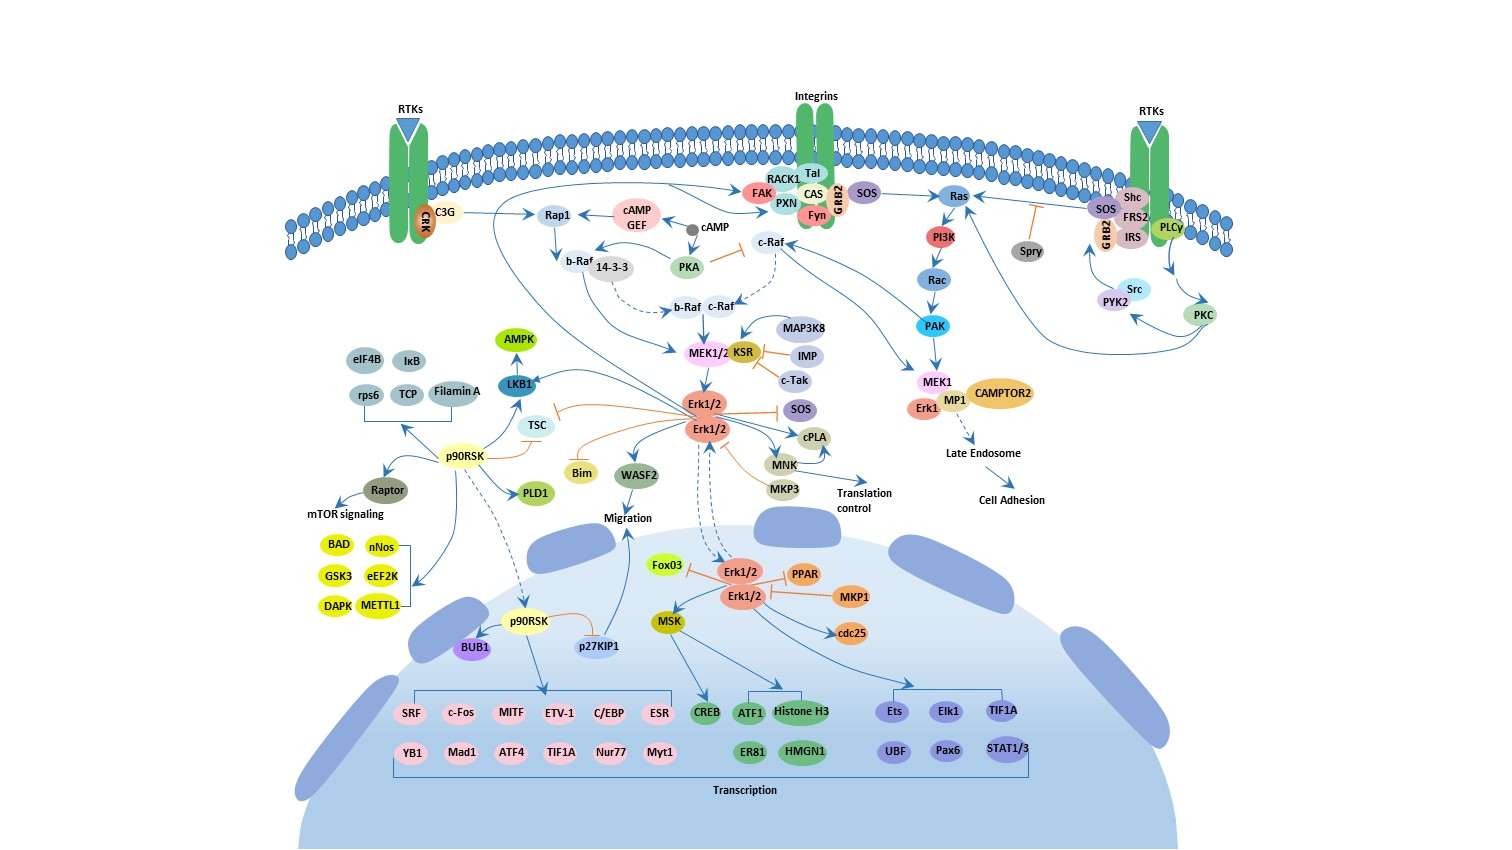 Integrins
RTKs
RTKs
RACK1
Tal
FAK
CAS
GRB2
SOS
PXN
Fyn
Ras
Shc
SOS
FRS2
GRB2
IRS
PLCγ
CRK
C3G
Rap1
cAMP
GEF
cAMP
c-Raf
PI3K
Spry
b-Raf
14-3-3
PKA
Rac
Src
PYK2
PKC
b-Raf
c-Raf
MAP3K8
PAK
AMPK
MEK1/2
KSR
IMP
eIF4B
IκB
c-Tak
LKB1
MEK1
rps6
TCP
Filamin A
MP1
CAMPTOR2
Erk1
Erk1/2
SOS
TSC
Erk1/2
cPLA
p90RSK
Late Endosome
Bim
WASF2
MNK
Raptor
PLD1
MKP3
Translation
control
Cell Adhesion
mTOR signaling
Migration
BAD
nNos
GSK3
eEF2K
DAPK
METTL1
Fox03
Erk1/2
PPAR
Erk1/2
MKP1
p90RSK
MSK
cdc25
BUB1
p27KIP1
SRF
c-Fos
MITF
ETV-1
C/EBP
ESR
CREB
ATF1
Histone H3
Ets
Elk1
TIF1A
YB1
Mad1
ATF4
TIF1A
Nur77
Myt1
ER81
HMGN1
UBF
Pax6
STAT1/3
Transcription